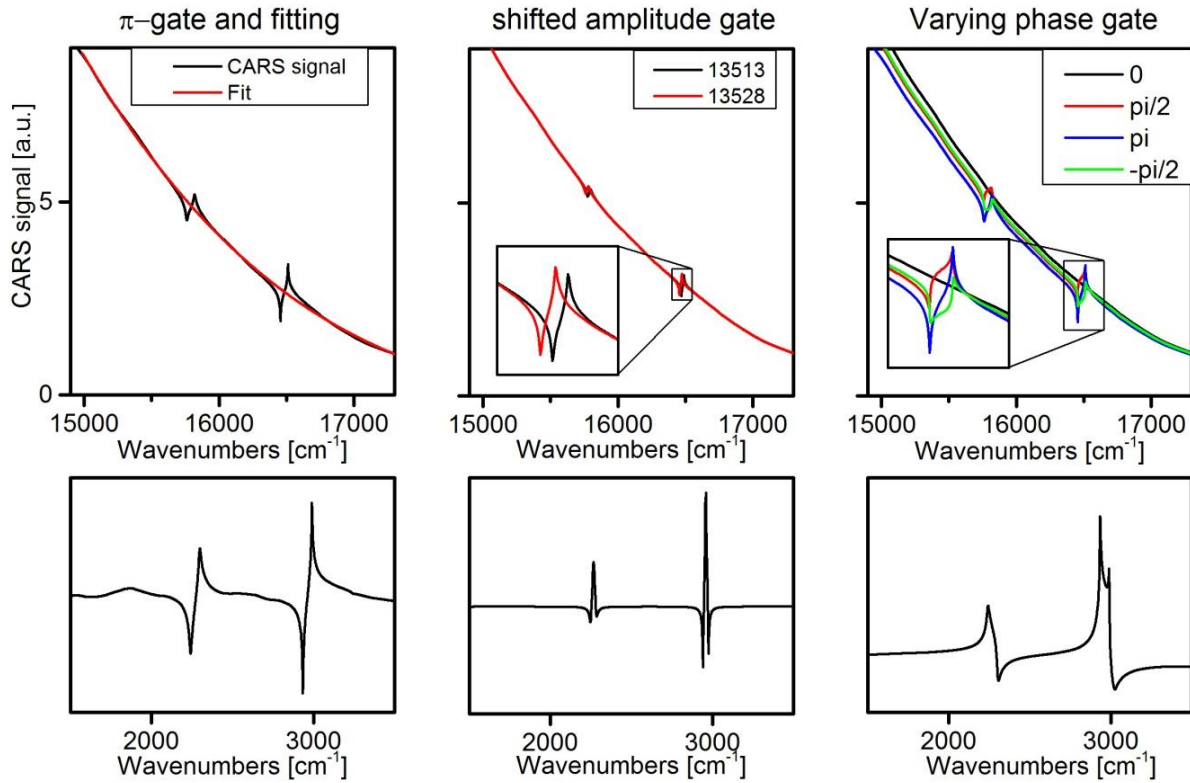 π–gate and fitting
shifted amplitude gate
Varying phase gate
CARS signal
Fit
13513
13528
0
pi/2
pi
-pi/2
CARS signal [a.u.]
5
0
15000 16000 17000
Wavenumbers [cm⁻¹]
15000 16000 17000
Wavenumbers [cm⁻¹]
15000 16000 17000
Wavenumbers [cm⁻¹]
2000 3000
Wavenumbers [cm⁻¹]
2000 3000
Wavenumbers [cm⁻¹]
2000 3000
Wavenumbers [cm⁻¹]